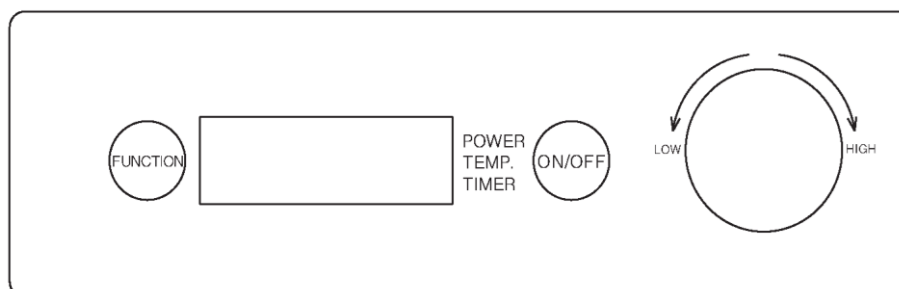 FUNCTION
POWER
TEMP.
TIMER
ON/OFF
LOW
HIGH